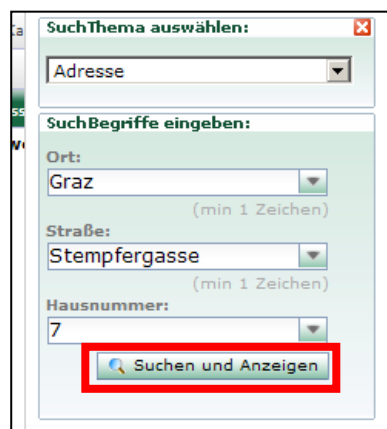 SuchThema auswählen:
Adresse
SuchBegriffe eingeben:
Ort:
Graz
(min 1 Zeichen)
Straße:
Stempfergasse
(min 1 Zeichen)
Hausnummer:
7
Suchen und Anzeigen